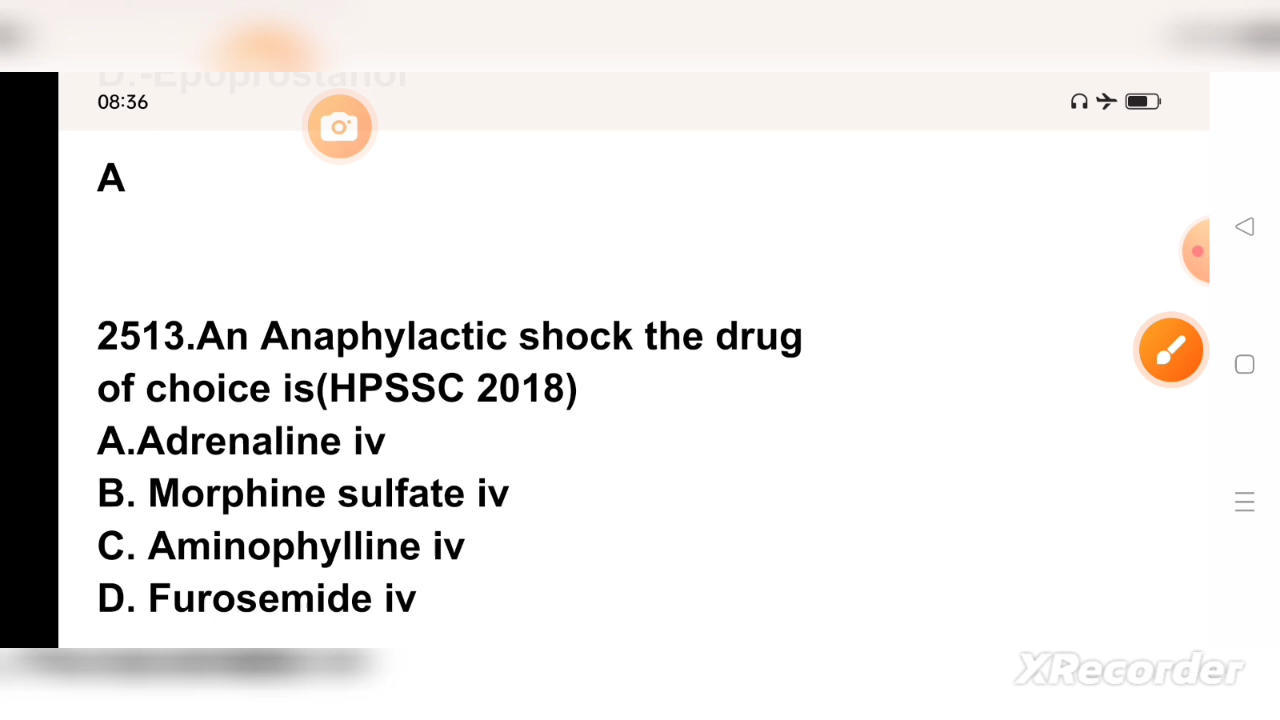 D.-Epoprostanol
08:36
A
2513.An Anaphylactic shock the drug
of choice is(HPSSC 2018)
A.Adrenaline iv
B. Morphine sulfate iv
C. Aminophylline iv
D. Furosemide iv
XRecorder